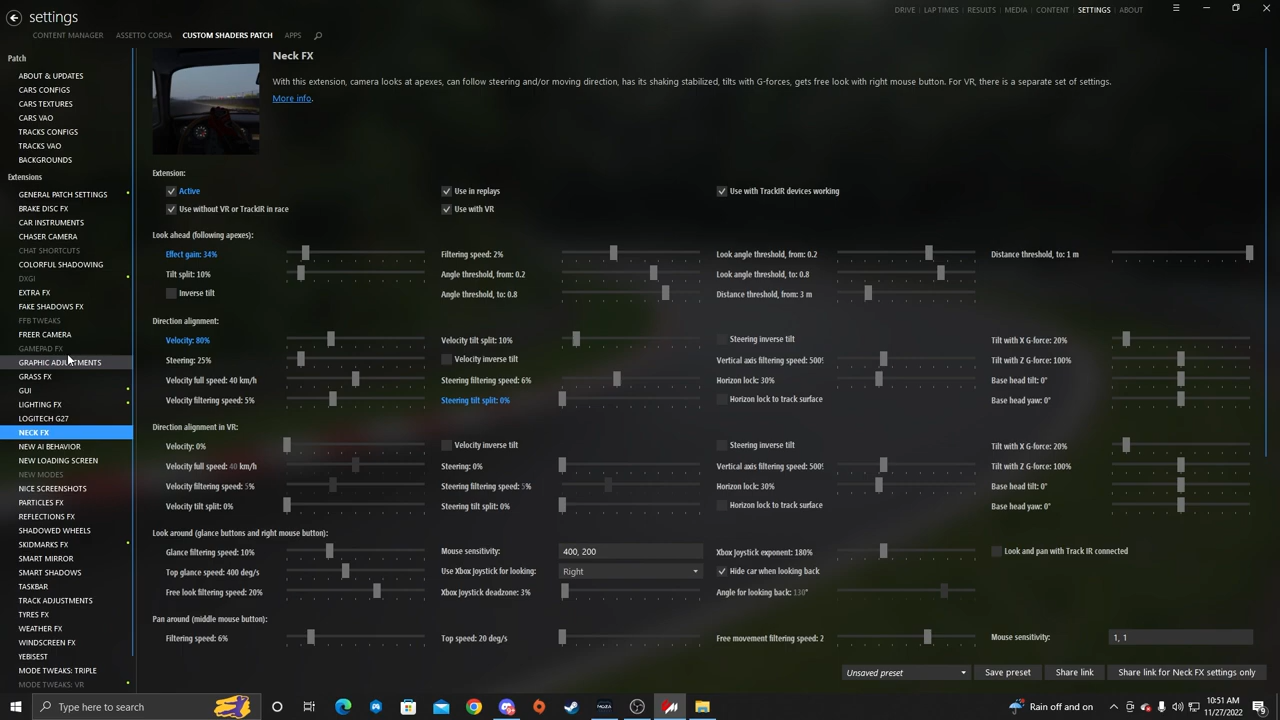 settings
DRIVE LAP TIMES RESULTS MEDIA CONTENT SETTINGS ABOUT
CONTENT MANAGER ASSETTO CORSA CUSTOM SHADERS PATCH APPS
Patch
ABOUT & UPDATES
CARS CONFIGS
CARS TEXTURES
CARS VAO
TRACKS CONFIGS
TRACKS VAO
BACKGROUNDS
Extensions
GENERAL PATCH SETTINGS
BRAKE DISC FX
CAR INSTRUMENTS
CHASER CAMERA
CHAT SHORTCUTS
COLORFUL SHADOWING
DXGI
EXTRA FX
FAKE SHADOWS FX
FFB TWEAKS
FREER CAMERA
GAMEPAD FX
GRAPHIC ADJUSTMENTS
GRASS FX
GUI
LIGHTING FX
LOGITECH G27
NECK FX
NEW AI BEHAVIOR
NEW LOADING SCREEN
NEW MODES
NICE SCREENSHOTS
PARTICLES FX
REFLECTIONS FX
SHADOWED WHEELS
SKIDMARKS FX
SMART MIRROR
SMART SHADOWS
TASKBAR
TRACK ADJUSTMENTS
TYRES FX
WEATHER FX
WINDSCREEN FX
YEBISEST
MODE TWEAKS: TRIPLE
MODE TWEAKS: VR
Neck FX
With this extension, camera looks at apexes, can follow steering and/or moving direction, has its shaking stabilized, tilts with G-forces, gets free look with right mouse button. For VR, there is a separate set of settings.
More info.
Extension:
Active Use in replays Use with TrackIR devices working
Use without VR or TrackIR in race Use with VR
Look ahead (following apexes):
Effect gain: 34% Filtering speed: 2% Look angle threshold, from: 0.2 Distance threshold, to: 1 m
Tilt split: 10% Angle threshold, from: 0.2 Look angle threshold, to: 0.8
Inverse tilt Angle threshold, to: 0.8 Distance threshold, from: 3 m
Direction alignment:
Velocity: 80% Velocity tilt split: 10% Steering inverse tilt Tilt with X G-force: 20%
Steering: 25% Velocity inverse tilt Vertical axis filtering speed: 500% Tilt with Z G-force: 100%
Velocity full speed: 40 km/h Steering filtering speed: 6% Horizon lock: 30% Base head tilt: 0°
Velocity filtering speed: 5% Steering tilt split: 0% Horizon lock to track surface Base head yaw: 0°
Direction alignment in VR:
Velocity: 0% Velocity inverse tilt Steering inverse tilt Tilt with X G-force: 20%
Velocity full speed: 40 km/h Steering: 0% Vertical axis filtering speed: 500% Tilt with Z G-force: 100%
Velocity filtering speed: 5% Steering filtering speed: 5% Horizon lock: 30% Base head tilt: 0°
Velocity tilt split: 0% Steering tilt split: 0% Horizon lock to track surface Base head yaw: 0°
Look around (glance buttons and right mouse button):
Glance filtering speed: 10% Mouse sensitivity: 400, 200 Xbox Joystick exponent: 180% Look and pan with Track IR connected
Top glance speed: 400 deg/s Use Xbox Joystick for looking: Right Hide car when looking back
Free look filtering speed: 20% Xbox Joystick deadzone: 3% Angle for looking back: 130°
Pan around (middle mouse button):
Filtering speed: 6% Top speed: 20 deg/s Free movement filtering speed: 2 Mouse sensitivity: 1, 1
Unsaved preset Save preset Share link Share link for Neck FX settings only
Type here to search
MOZA
Rain off and on
10:51 AM
11/27/2022